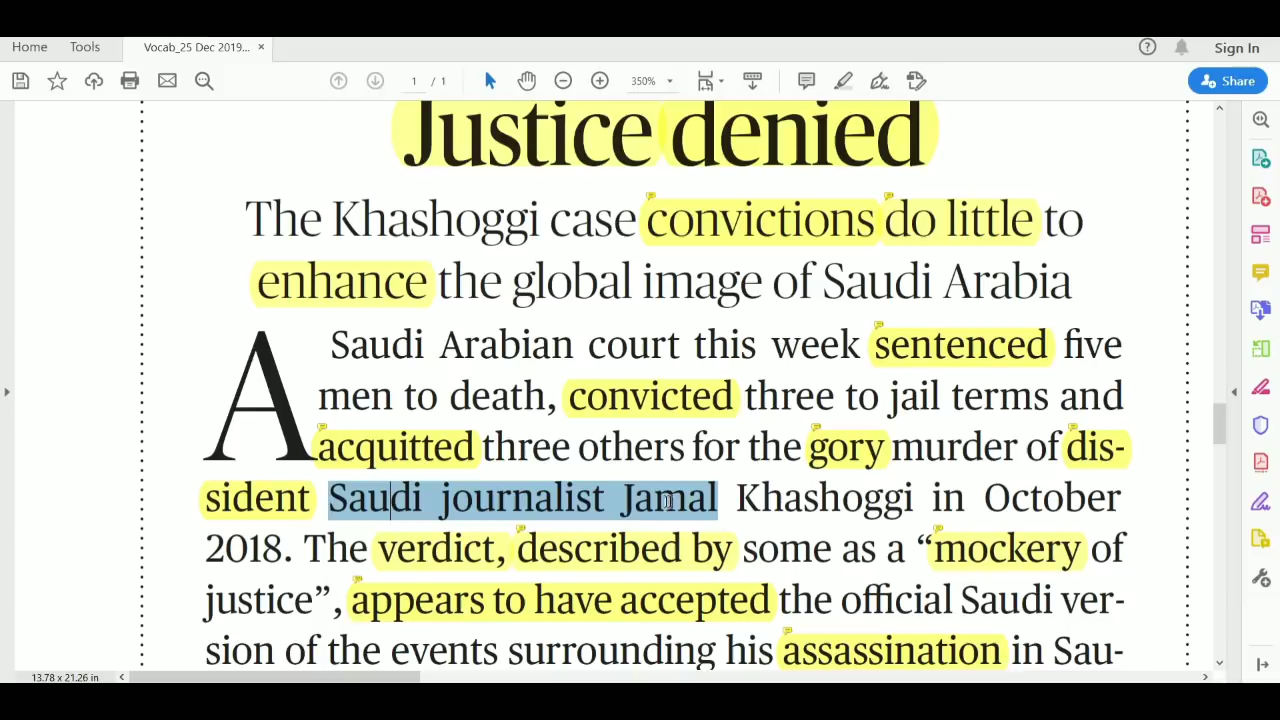 Home Tools Vocab_25 Dec 2019... × Sign In
1 / 1 350% Share
Justice denied
The Khashoggi case convictions do little to
enhance the global image of Saudi Arabia
A Saudi Arabian court this week sentenced five
men to death, convicted three to jail terms and
acquitted three others for the gory murder of dis-
sident Saudi journalist Jamal Khashoggi in October
2018. The verdict, described by some as a “mockery of
justice”, appears to have accepted the official Saudi ver-
sion of the events surrounding his assassination in Sau-
13.78 x 21.26 in